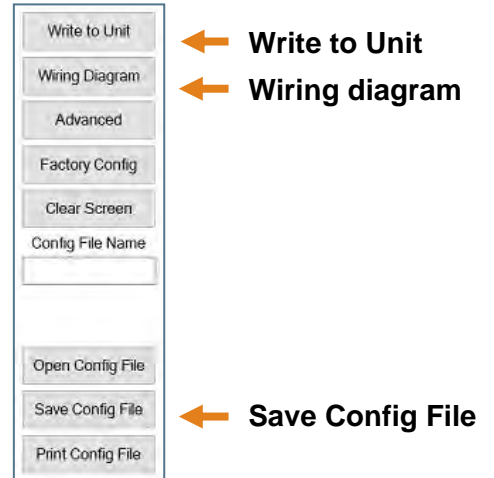 Write to Unit
Write to Unit
Wiring Diagram
Wiring diagram
Advanced
Factory Config
Clear Screen
Config File Name
Open Config File
Save Config File
Save Config File
Print Config File